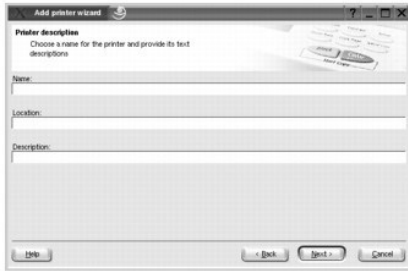 Add printer wizard
Printer description
Choose a name for the printer and provide its text
descriptions
Name:
Location:
Description:
Help
< Back
Next >
Cancel